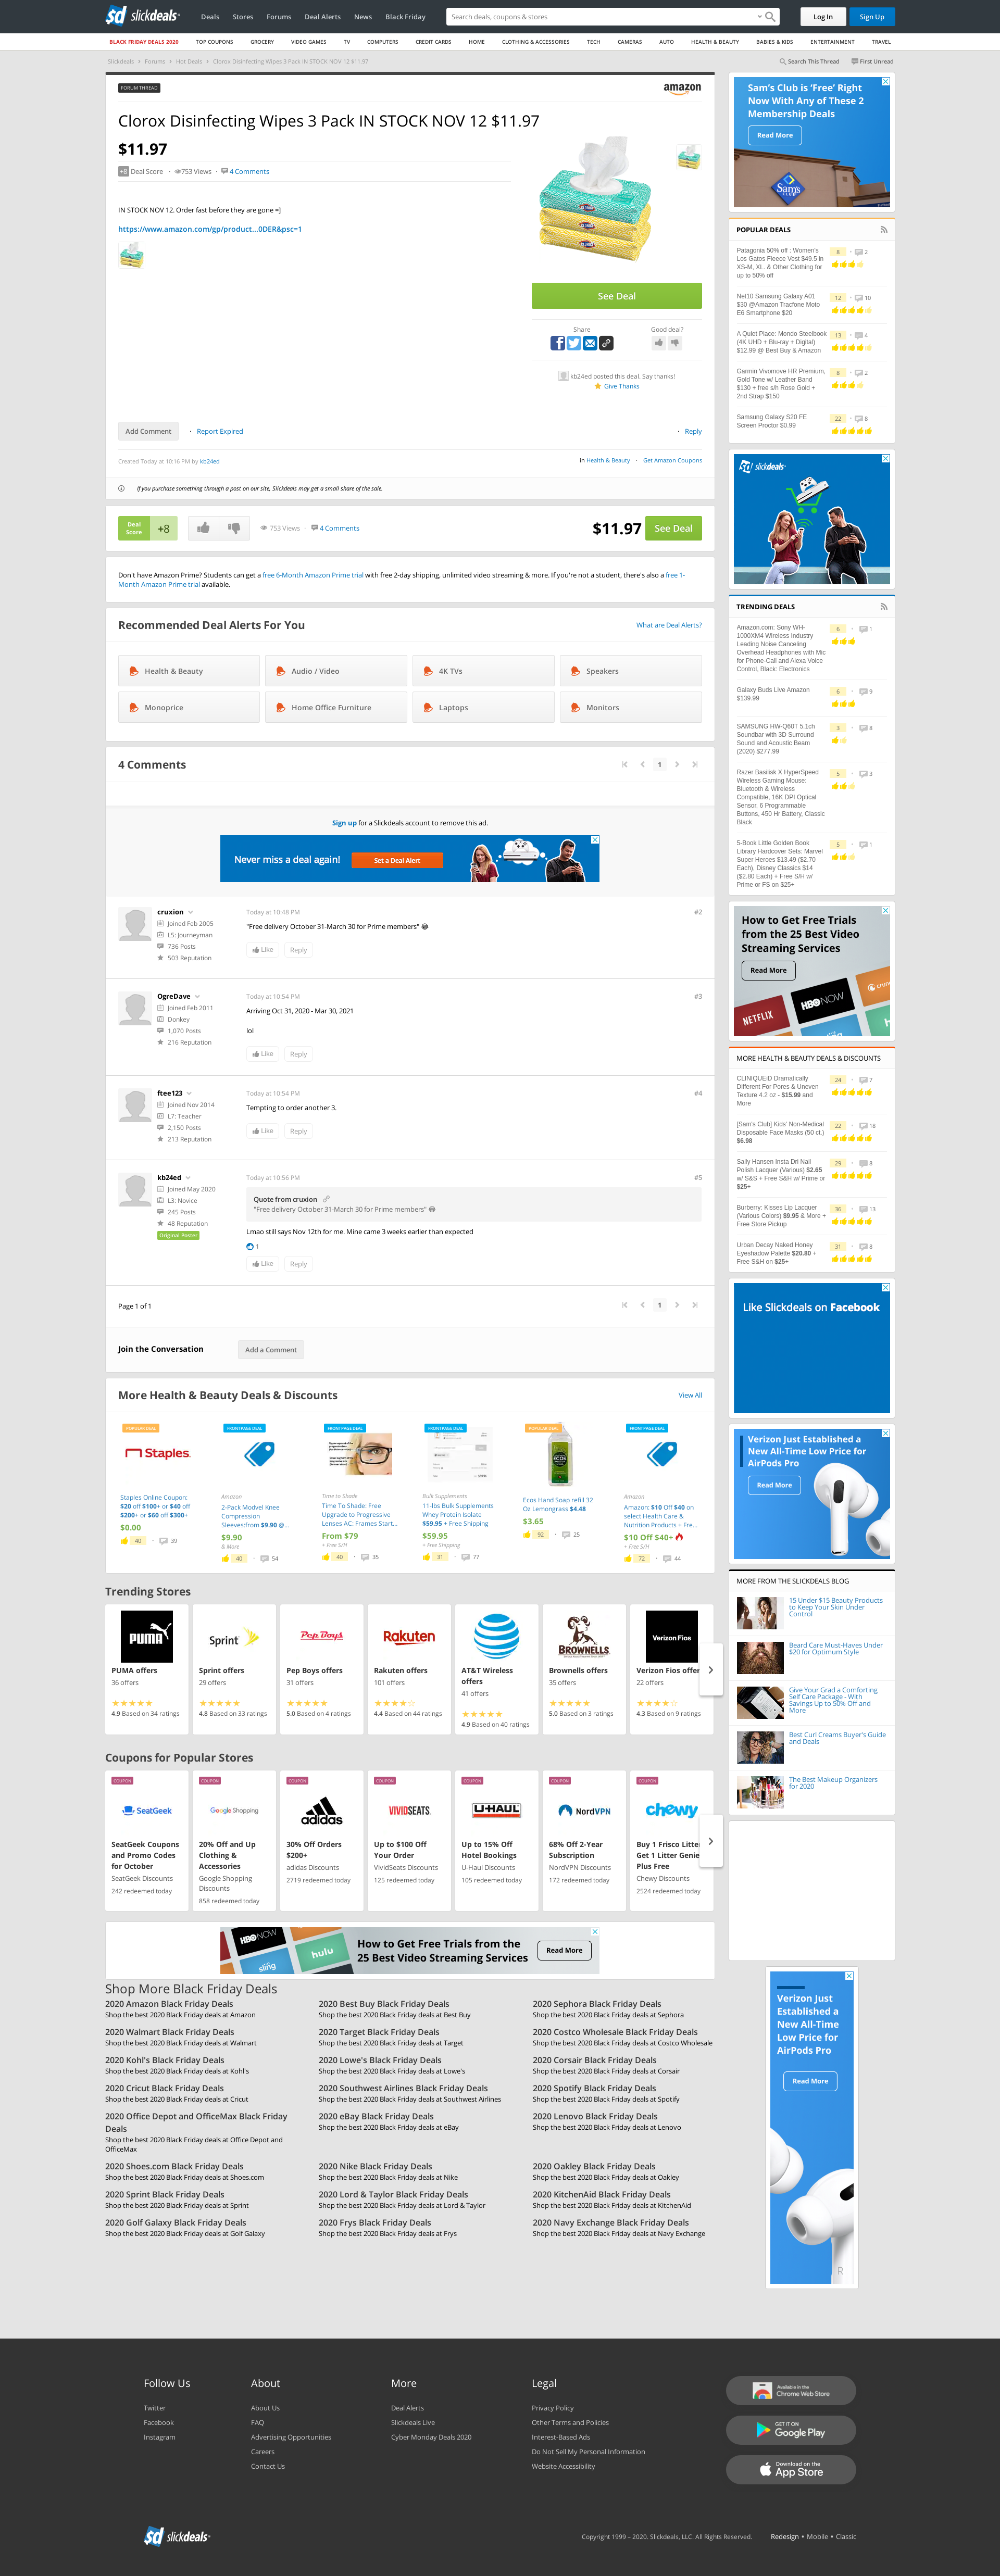 slickdeals
Deals Stores Forums Deal Alerts News Black Friday
Search deals, coupons & stores
Log In Sign Up
BLACK FRIDAY DEALS 2020 TOP COUPONS GROCERY VIDEO GAMES TV COMPUTERS CREDIT CARDS HOME CLOTHING & ACCESSORIES TECH CAMERAS AUTO HEALTH & BEAUTY BABIES & KIDS ENTERTAINMENT TRAVEL
Slickdeals Forums Hot Deals Clorox Disinfecting Wipes 3 Pack IN STOCK NOV 12 $11.97
Search This Thread First Unread
FORUM THREAD
amazon
Clorox Disinfecting Wipes 3 Pack IN STOCK NOV 12 $11.97
$11.97
+8 Deal Score · 753 Views · 4 Comments
IN STOCK NOV 12. Order fast before they are gone =]
https://www.amazon.com/gp/product...0DER&psc=1
See Deal
Share Good deal?
kb24ed posted this deal. Say thanks!
Give Thanks
Add Comment · Report Expired · Reply
Created Today at 10:16 PM by kb24ed
in Health & Beauty · Get Amazon Coupons
If you purchase something through a post on our site, Slickdeals may get a small share of the sale.
Deal Score +8
753 Views · 4 Comments
$11.97 See Deal
Don't have Amazon Prime? Students can get a free 6-Month Amazon Prime trial with free 2-day shipping, unlimited video streaming & more. If you're not a student, there's also a free 1-
Month Amazon Prime trial available.
Recommended Deal Alerts For You
What are Deal Alerts?
Health & Beauty Audio / Video 4K TVs Speakers
Monoprice Home Office Furniture Laptops Monitors
4 Comments
1
Sign up for a Slickdeals account to remove this ad.
Never miss a deal again! Set a Deal Alert
cruxion
Joined Feb 2005
L5: Journeyman
736 Posts
503 Reputation
Today at 10:48 PM #2
"Free delivery October 31-March 30 for Prime members" 😂
Like Reply
OgreDave
Joined Feb 2011
Donkey
1,070 Posts
216 Reputation
Today at 10:54 PM #3
Arriving Oct 31, 2020 - Mar 30, 2021
lol
Like Reply
ftee123
Joined Nov 2014
L7: Teacher
2,150 Posts
213 Reputation
Today at 10:54 PM #4
Tempting to order another 3.
Like Reply
kb24ed
Joined May 2020
L3: Novice
245 Posts
48 Reputation
Original Poster
Today at 10:56 PM #5
Quote from cruxion
"Free delivery October 31-March 30 for Prime members" 😂
Lmao still says Nov 12th for me. Mine came 3 weeks earlier than expected
1
Like Reply
Page 1 of 1
1
Join the Conversation Add a Comment
More Health & Beauty Deals & Discounts
View All
POPULAR DEAL
Staples
Staples Online Coupon:
$20 off $100+ or $40 off
$200+ or $60 off $300+
$0.00
40 · 39
FRONTPAGE DEAL
Amazon
2-Pack Modvel Knee
Compression
Sleeves:from $9.90 @...
$9.90
& More
40 · 54
FRONTPAGE DEAL
Time to Shade
Time To Shade: Free
Upgrade to Progressive
Lenses AC: Frames Start...
From $79
+ Free S/H
40 · 35
FRONTPAGE DEAL
Bulk Supplements
11-lbs Bulk Supplements
Whey Protein Isolate
$59.95 + Free Shipping
$59.95
+ Free Shipping
31 · 77
POPULAR DEAL
Ecos Hand Soap refill 32
Oz Lemongrass $4.48
$3.65
92 · 25
FRONTPAGE DEAL
Amazon
Amazon: $10 Off $40 on
select Health Care &
Nutrition Products + Fre...
$10 Off $40+
+ Free S/H
72 · 44
Trending Stores
PUMA
PUMA offers
36 offers
4.9 Based on 34 ratings
Sprint
Sprint offers
29 offers
4.8 Based on 33 ratings
Pep Boys
Pep Boys offers
31 offers
5.0 Based on 4 ratings
Rakuten
Rakuten offers
101 offers
4.4 Based on 44 ratings
AT&T Wireless
offers
41 offers
4.9 Based on 40 ratings
BROWNELLS
Brownells offers
35 offers
5.0 Based on 3 ratings
Verizon Fios
Verizon Fios offer
22 offers
4.3 Based on 9 ratings
Coupons for Popular Stores
COUPON
SeatGeek
SeatGeek Coupons
and Promo Codes
for October
SeatGeek Discounts
242 redeemed today
COUPON
Google Shopping
20% Off and Up
Clothing &
Accessories
Google Shopping
Discounts
858 redeemed today
COUPON
adidas
30% Off Orders
$200+
adidas Discounts
2719 redeemed today
COUPON
VIVIDSEATS
Up to $100 Off
Your Order
VividSeats Discounts
125 redeemed today
COUPON
U-HAUL
Up to 15% Off
Hotel Bookings
U-Haul Discounts
105 redeemed today
COUPON
NordVPN
68% Off 2-Year
Subscription
NordVPN Discounts
172 redeemed today
COUPON
chewy
Buy 1 Frisco Litter
Get 1 Litter Genie
Plus Free
Chewy Discounts
2524 redeemed today
HBO NOW
sling
hulu
How to Get Free Trials from the
25 Best Video Streaming Services
Read More
Shop More Black Friday Deals
2020 Amazon Black Friday Deals
Shop the best 2020 Black Friday deals at Amazon
2020 Best Buy Black Friday Deals
Shop the best 2020 Black Friday deals at Best Buy
2020 Sephora Black Friday Deals
Shop the best 2020 Black Friday deals at Sephora
2020 Walmart Black Friday Deals
Shop the best 2020 Black Friday deals at Walmart
2020 Target Black Friday Deals
Shop the best 2020 Black Friday deals at Target
2020 Costco Wholesale Black Friday Deals
Shop the best 2020 Black Friday deals at Costco Wholesale
2020 Kohl's Black Friday Deals
Shop the best 2020 Black Friday deals at Kohl's
2020 Lowe's Black Friday Deals
Shop the best 2020 Black Friday deals at Lowe's
2020 Corsair Black Friday Deals
Shop the best 2020 Black Friday deals at Corsair
2020 Cricut Black Friday Deals
Shop the best 2020 Black Friday deals at Cricut
2020 Southwest Airlines Black Friday Deals
Shop the best 2020 Black Friday deals at Southwest Airlines
2020 Spotify Black Friday Deals
Shop the best 2020 Black Friday deals at Spotify
2020 Office Depot and OfficeMax Black Friday
Deals
Shop the best 2020 Black Friday deals at Office Depot and
OfficeMax
2020 eBay Black Friday Deals
Shop the best 2020 Black Friday deals at eBay
2020 Lenovo Black Friday Deals
Shop the best 2020 Black Friday deals at Lenovo
2020 Shoes.com Black Friday Deals
Shop the best 2020 Black Friday deals at Shoes.com
2020 Nike Black Friday Deals
Shop the best 2020 Black Friday deals at Nike
2020 Oakley Black Friday Deals
Shop the best 2020 Black Friday deals at Oakley
2020 Sprint Black Friday Deals
Shop the best 2020 Black Friday deals at Sprint
2020 Lord & Taylor Black Friday Deals
Shop the best 2020 Black Friday deals at Lord & Taylor
2020 KitchenAid Black Friday Deals
Shop the best 2020 Black Friday deals at KitchenAid
2020 Golf Galaxy Black Friday Deals
Shop the best 2020 Black Friday deals at Golf Galaxy
2020 Frys Black Friday Deals
Shop the best 2020 Black Friday deals at Frys
2020 Navy Exchange Black Friday Deals
Shop the best 2020 Black Friday deals at Navy Exchange
Sam's Club is 'Free' Right
Now With Any of These 2
Membership Deals
Read More
Sam's
POPULAR DEALS
Patagonia 50% off : Women's
Los Gatos Fleece Vest $49.5 in
XS-M, XL, & Other Clothing for
up to 50% off
8 · 2
Net10 Samsung Galaxy A01
$30 @Amazon Tracfone Moto
E6 Smartphone $20
12 · 10
A Quiet Place: Mondo Steelbook
(4K UHD + Blu-ray + Digital)
$12.99 @ Best Buy & Amazon
13 · 4
Garmin Vivomove HR Premium,
Gold Tone w/ Leather Band
$130 + free s/h Rose Gold +
2nd Strap $150
8 · 2
Samsung Galaxy S20 FE
Screen Proctor $0.99
22 · 8
slickdeals
TRENDING DEALS
Amazon.com: Sony WH-
1000XM4 Wireless Industry
Leading Noise Canceling
Overhead Headphones with Mic
for Phone-Call and Alexa Voice
Control, Black: Electronics
6 · 1
Galaxy Buds Live Amazon
$139.99
6 · 9
SAMSUNG HW-Q60T 5.1ch
Soundbar with 3D Surround
Sound and Acoustic Beam
(2020) $277.99
3 · 8
Razer Basilisk X HyperSpeed
Wireless Gaming Mouse:
Bluetooth & Wireless
Compatible, 16K DPI Optical
Sensor, 6 Programmable
Buttons, 450 Hr Battery, Classic
Black
5 · 3
5-Book Little Golden Book
Library Hardcover Sets: Marvel
Super Heroes $13.49 ($2.70
Each), Disney Classics $14
($2.80 Each) + Free S/H w/
Prime or FS on $25+
5 · 1
How to Get Free Trials
from the 25 Best Video
Streaming Services
Read More
NETFLIX
HBO NOW
MORE HEALTH & BEAUTY DEALS & DISCOUNTS
CLINIQUEiD Dramatically
Different For Pores & Uneven
Texture 4.2 oz - $15.99 and
More
24 · 7
[Sam's Club] Kids' Non-Medical
Disposable Face Masks (50 ct.)
$6.98
22 · 18
Sally Hansen Insta Dri Nail
Polish Lacquer (Various) $2.65
w/ S&S + Free S&H w/ Prime or
$25+
29 · 8
Burberry: Kisses Lip Lacquer
(Various Colors) $9.95 & More +
Free Store Pickup
36 · 13
Urban Decay Naked Honey
Eyeshadow Palette $20.80 +
Free S&H on $25+
31 · 8
Like Slickdeals on Facebook
Verizon Just Established a
New All-Time Low Price for
AirPods Pro
Read More
MORE FROM THE SLICKDEALS BLOG
15 Under $15 Beauty Products
to Keep Your Skin Under
Control
Beard Care Must-Haves Under
$20 for Optimum Style
Give Your Grad a Comforting
Self Care Package - With
Savings Up to 50% Off and
More
Best Curl Creams Buyer's Guide
and Deals
The Best Makeup Organizers
for 2020
Verizon Just
Established a
New All-Time
Low Price for
AirPods Pro
Read More
Follow Us
Twitter
Facebook
Instagram
About
About Us
FAQ
Advertising Opportunities
Careers
Contact Us
More
Deal Alerts
Slickdeals Live
Cyber Monday Deals 2020
Legal
Privacy Policy
Other Terms and Policies
Interest-Based Ads
Do Not Sell My Personal Information
Website Accessibility
Available in the
Chrome Web Store
GET IT ON
Google Play
Download on the
App Store
slickdeals
Copyright 1999 – 2020. Slickdeals, LLC. All Rights Reserved. Redesign • Mobile • Classic